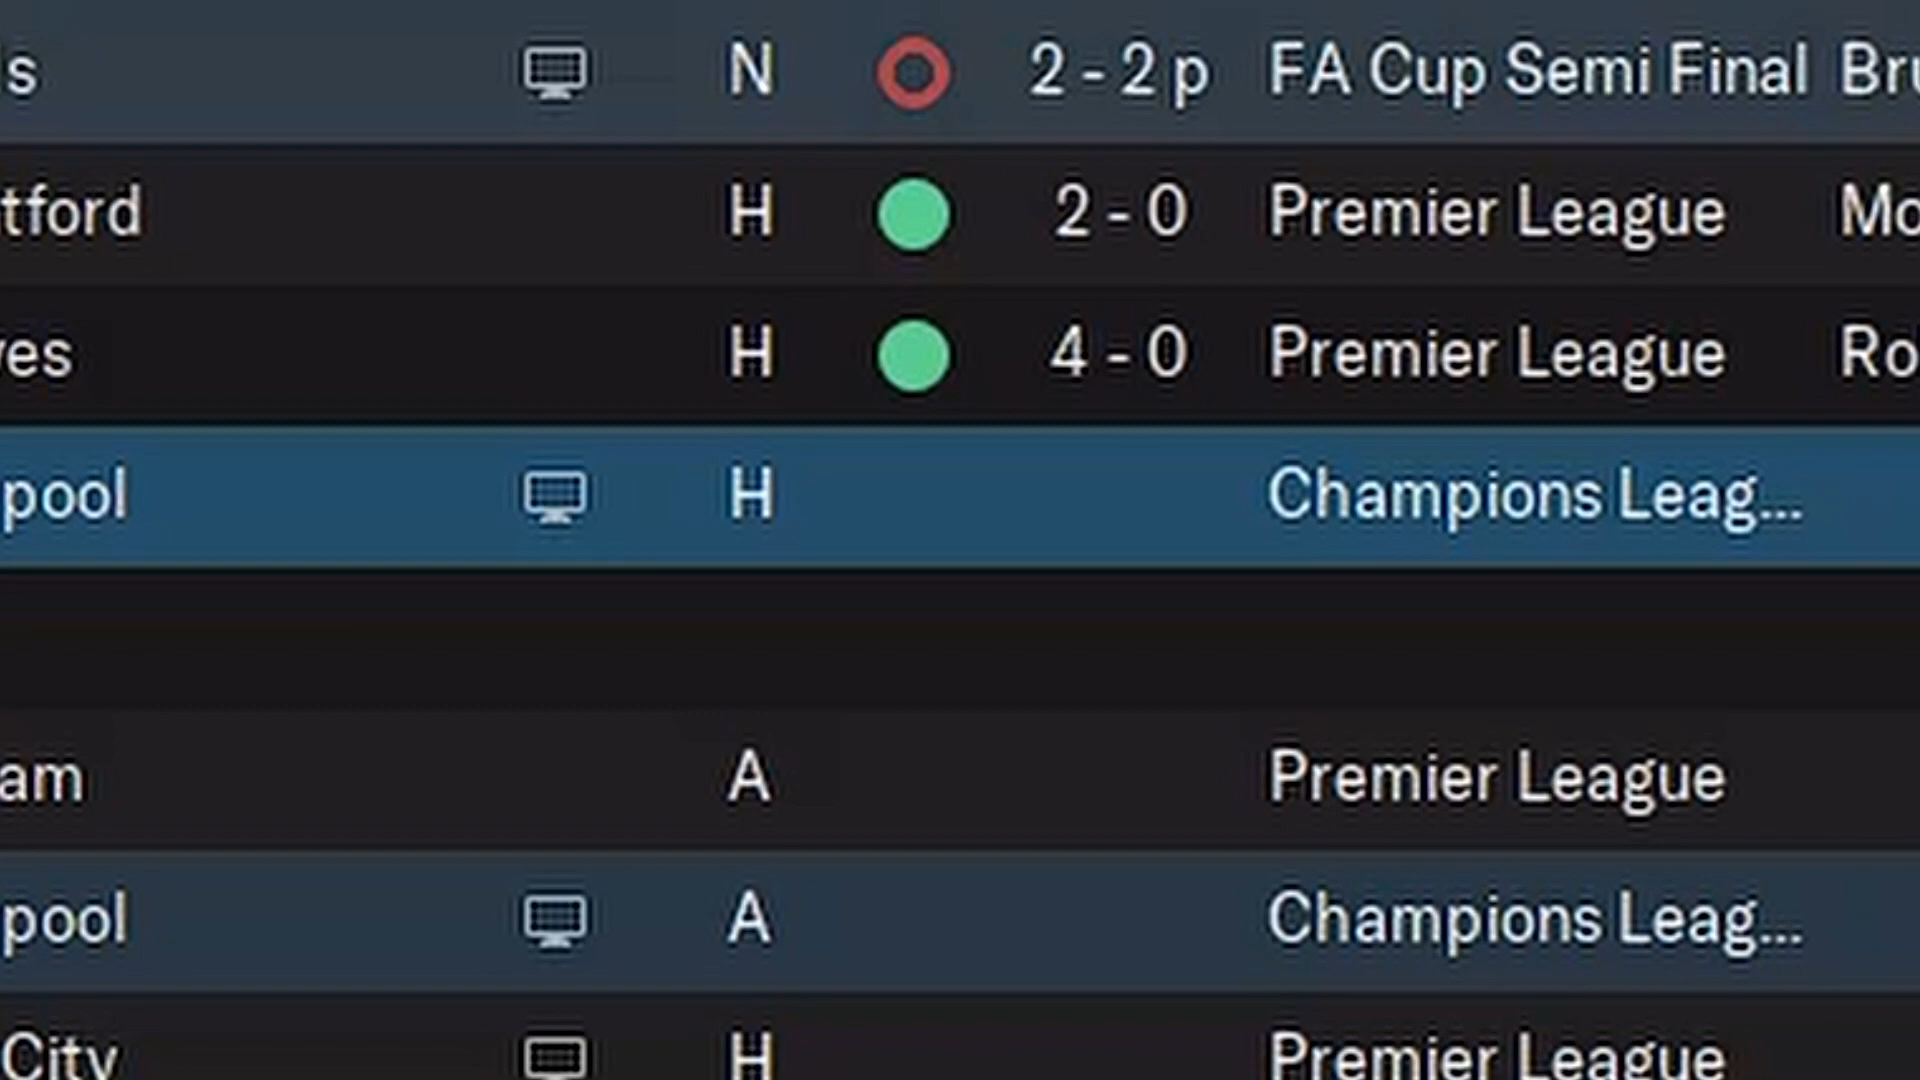 s N 2 - 2 p FA Cup Semi Final Bru
tford H 2 - 0 Premier League Mo
ves H 4 - 0 Premier League Ro
pool H Champions Leag...
am A Premier League
pool A Champions Leag...
City H Premier League